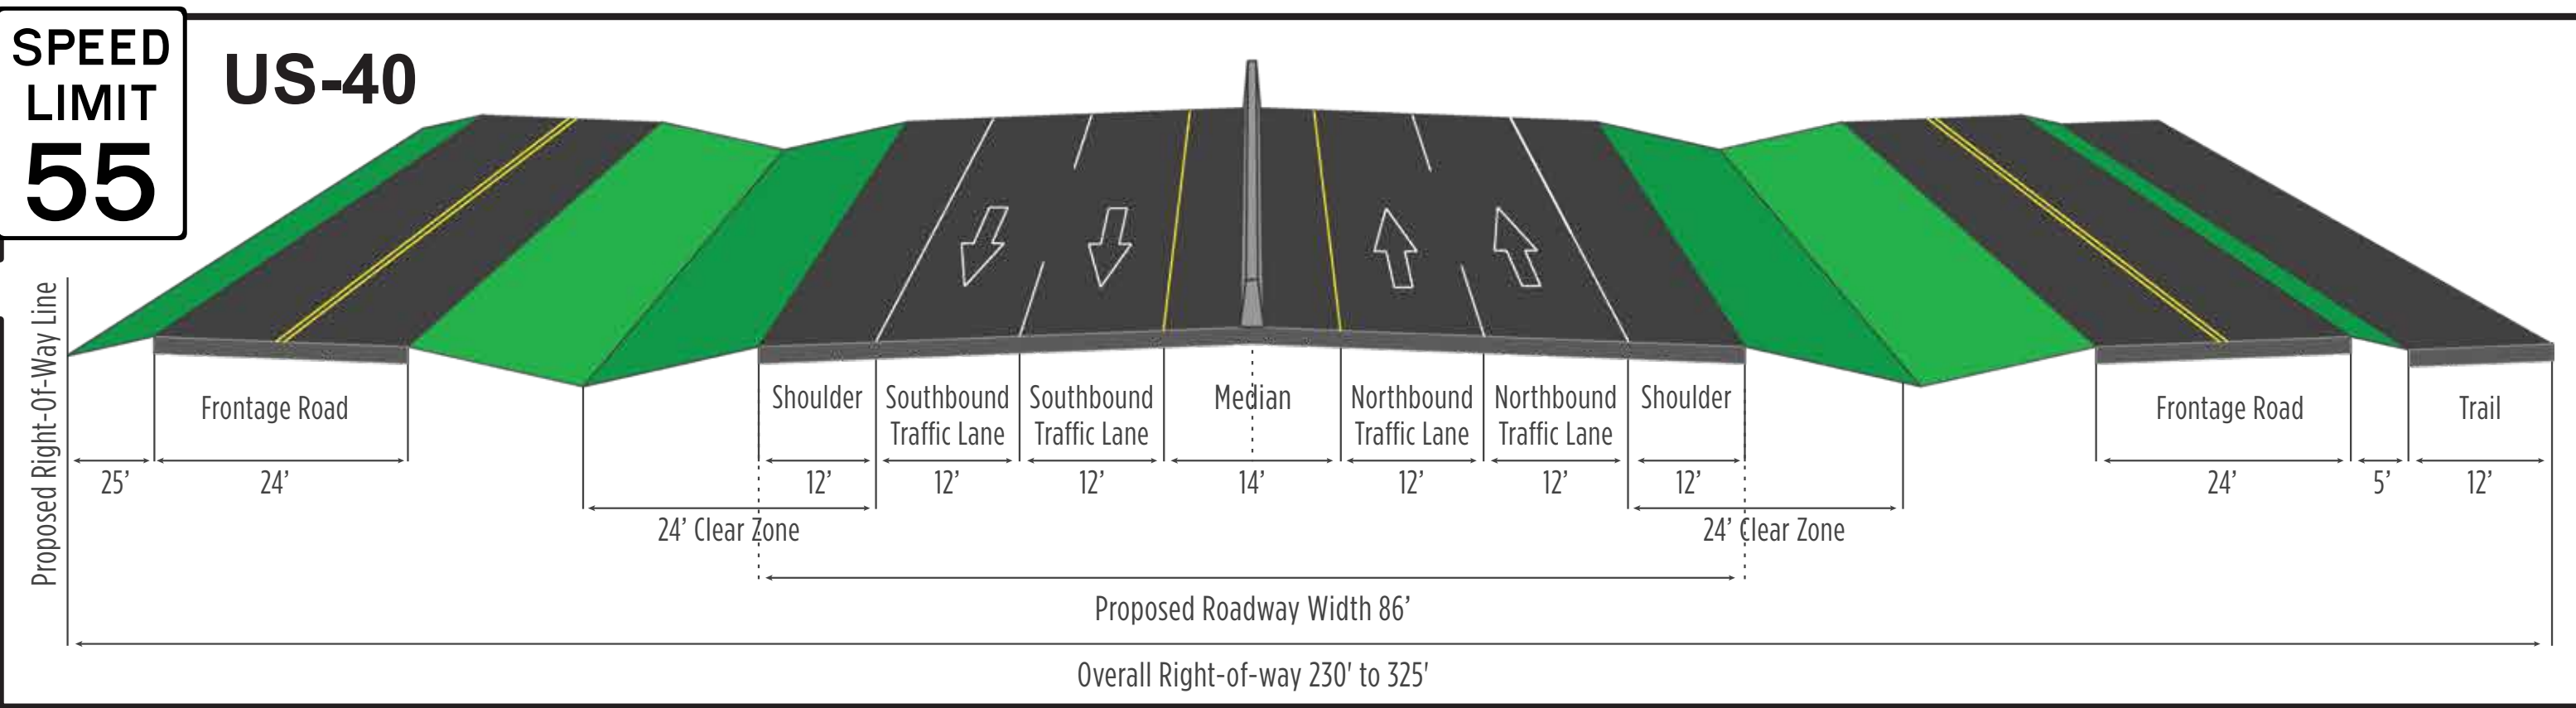 SPEED
LIMIT
55
US-40
Proposed Right-Of-Way Line
Frontage Road
Shoulder
Southbound
Traffic Lane
Southbound
Traffic Lane
Median
Northbound
Traffic Lane
Northbound
Traffic Lane
Shoulder
Frontage Road
Trail
25’
24’
12’
12’
12’
14’
12’
12’
12’
24’
5’
12’
24’ Clear Zone
24’ Clear Zone
Proposed Roadway Width 86’
Overall Right-of-way 230' to 325'